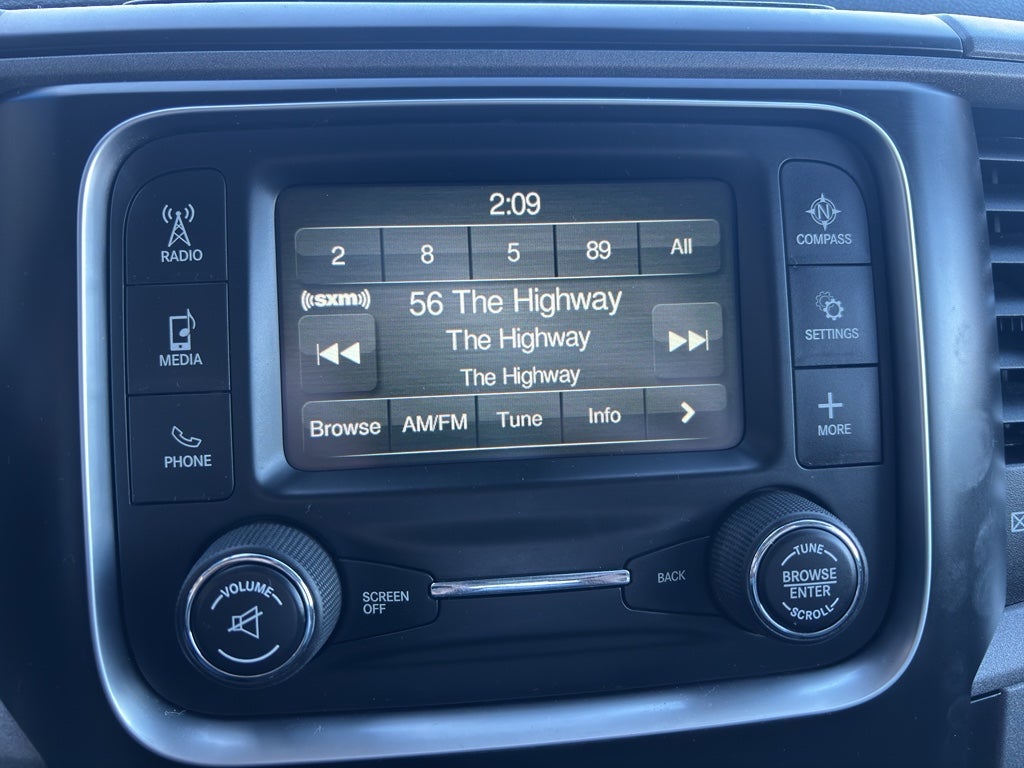 2:09
2 8 5 89 All
((sxm))
56 The Highway
The Highway
The Highway
Browse AM/FM Tune Info
RADIO
MEDIA
PHONE
N
COMPASS
SETTINGS
MORE
VOLUME
SCREEN
OFF
BACK
TUNE
BROWSE
ENTER
SCROLL